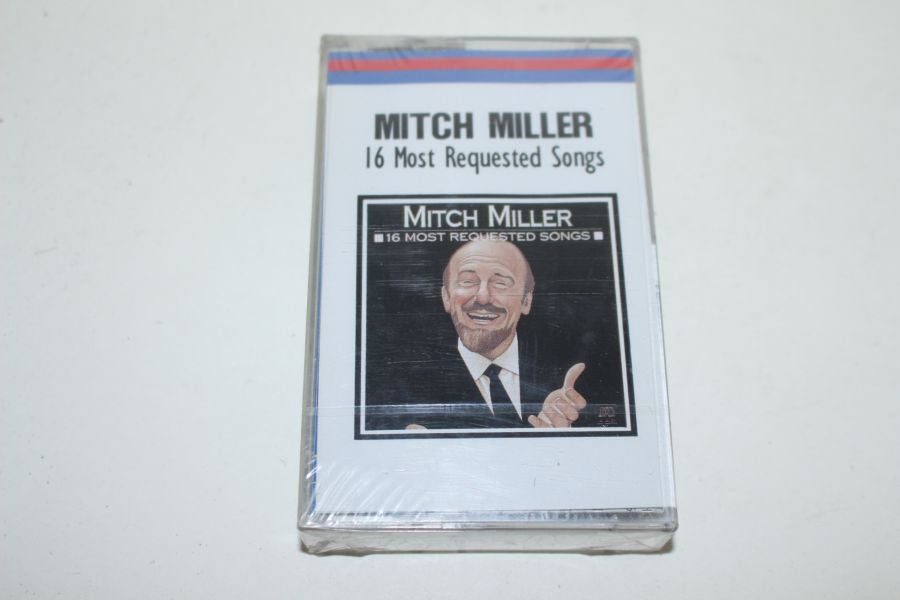 MITCH MILLER
16 Most Requested Songs
MITCH MILLER
16 MOST REQUESTED SONGS